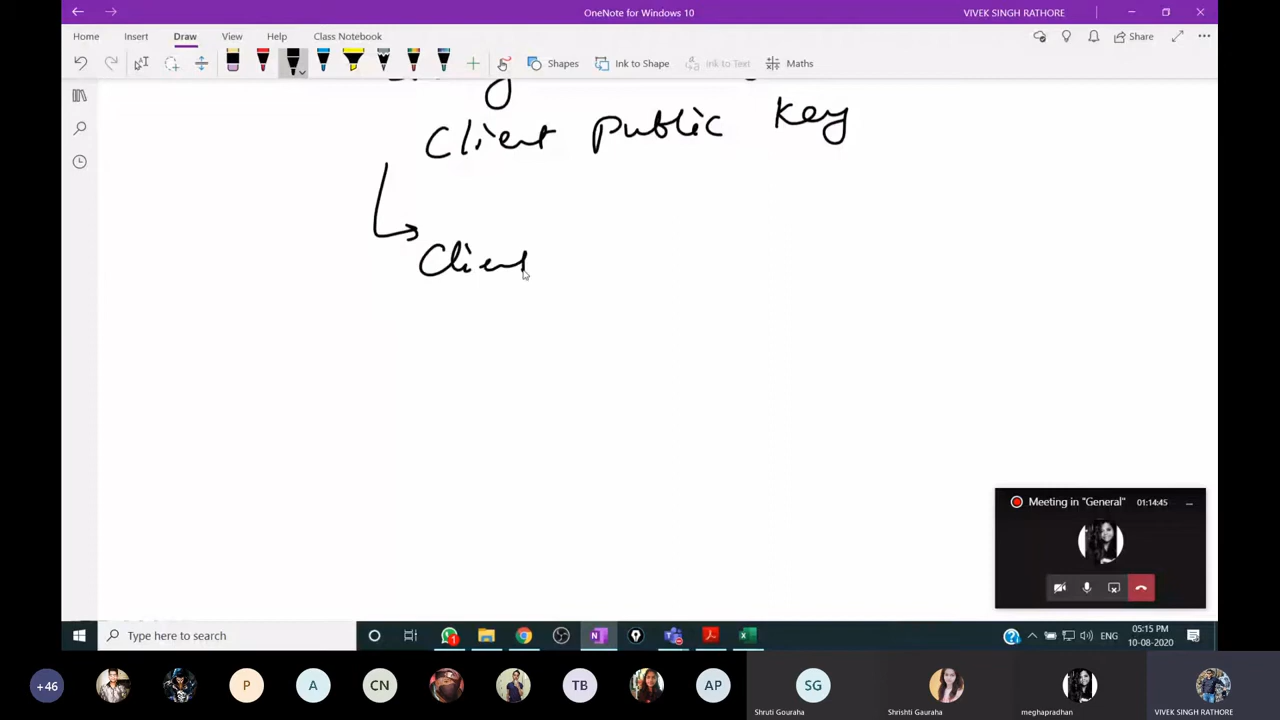 OneNote for Windows 10
VIVEK SINGH RATHORE
Home Insert Draw View Help Class Notebook
Share
Shapes Ink to Shape Ink to Text Maths
Client public key
Client
Meeting in "General" 01:14:45
Type here to search
1
ENG
05:15 PM
10-08-2020
+46
P
A
CN
TB
AP
SG
Shruti Gouraha
Shrishti Gauraha
meghapradhan
VIVEK SINGH RATHORE